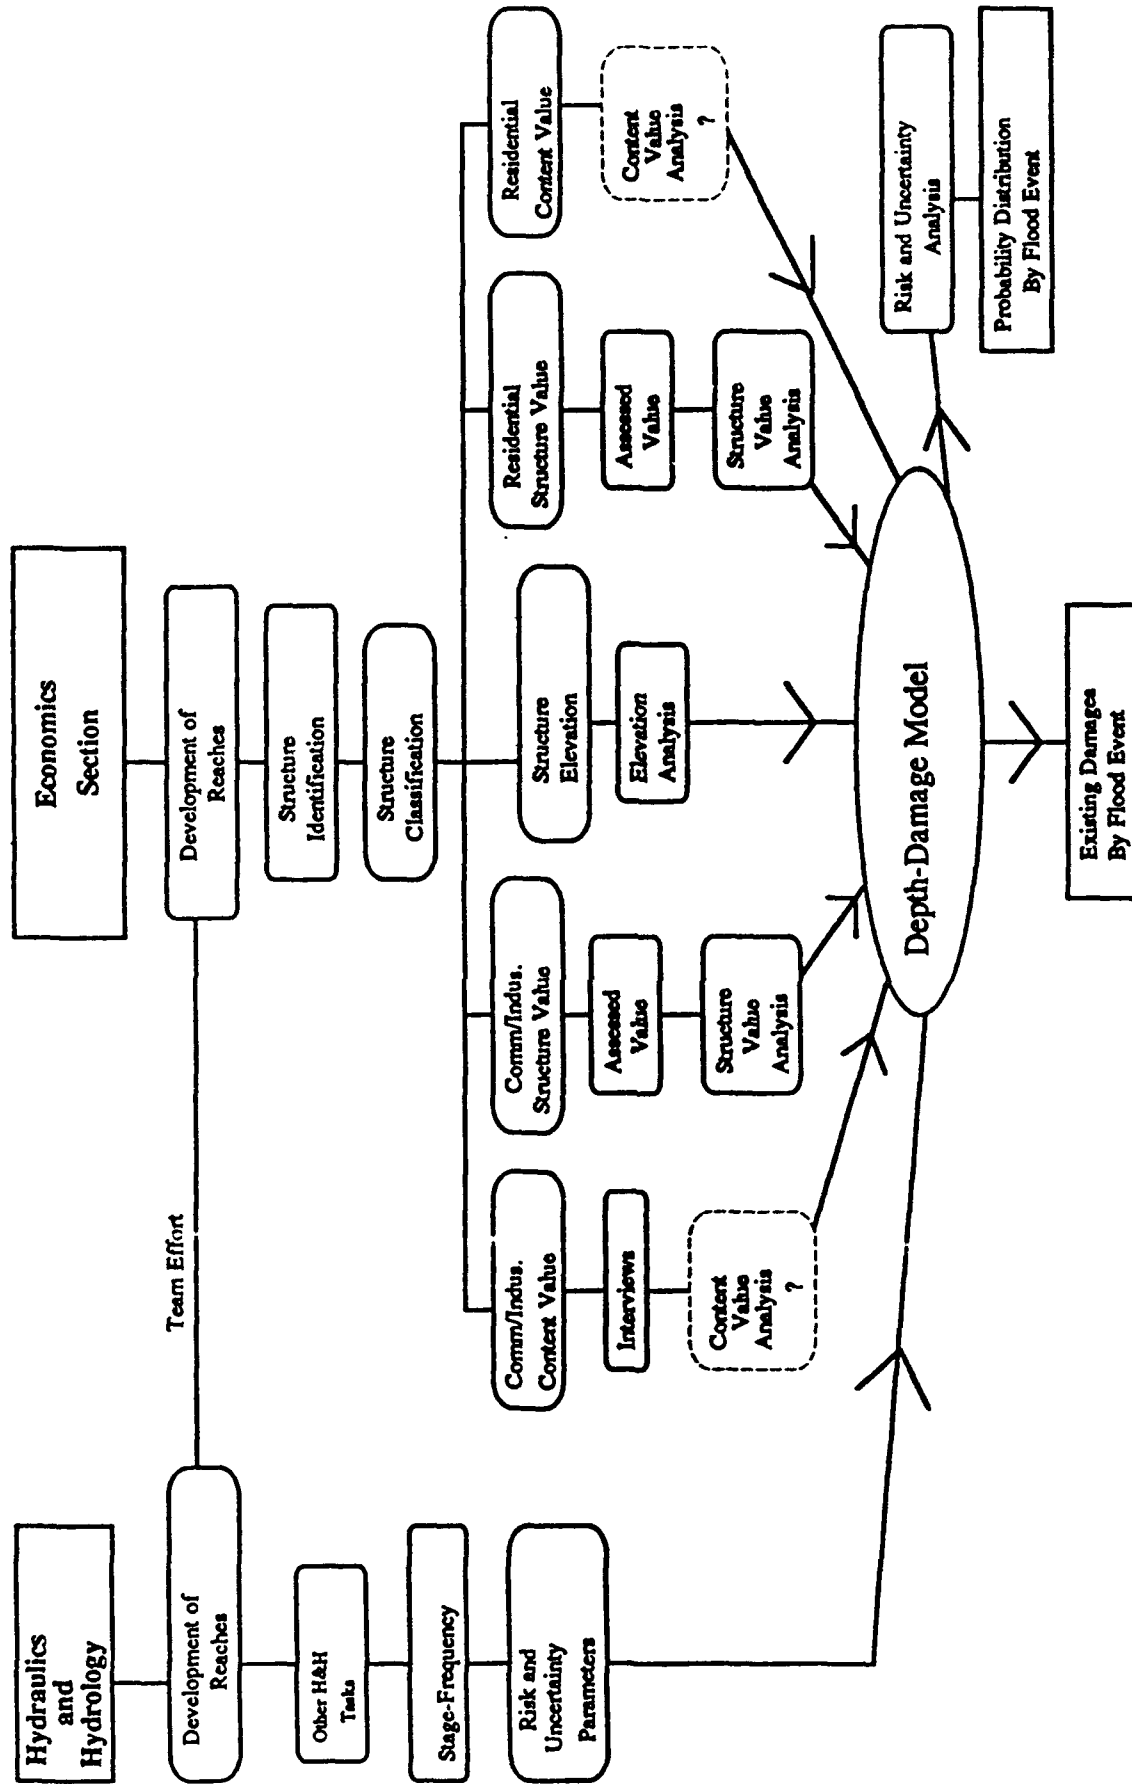 Hydraulics
and
Hydrology
Development of
Reaches
Other H&H
Tasks
Stage-Frequency
Risk and
Uncertainty
Parameters
Team Effort
Economics
Section
Development of
Reaches
Structure
Identification
Structure
Classification
Comm/Indus.
Content Value
Interviews
Content
Value
Analysis
?
Comm/Indus.
Structure Value
Assessed
Value
Structure
Value
Analysis
Structure
Elevation
Elevation
Analysis
Residential
Structure Value
Assessed
Value
Structure
Value
Analysis
Residential
Content Value
Content
Value
Analysis
?
Depth-Damage Model
Existing Damages
By Flood Event
Risk and Uncertainty
Analysis
Probability Distribution
By Flood Event